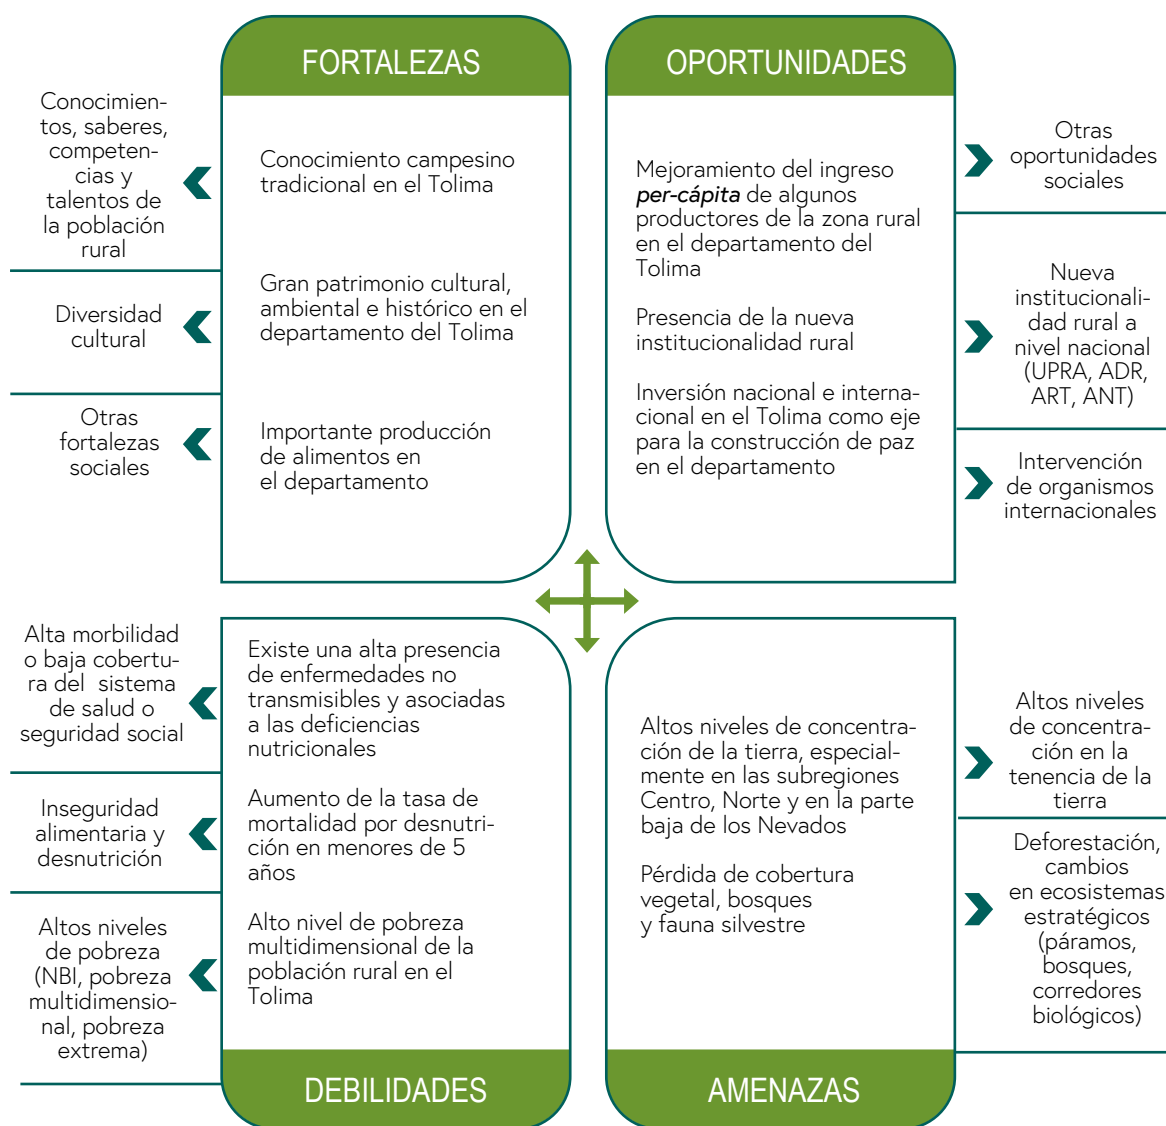 FORTALEZAS
Conocimien-
tos, saberes,
competen-
cias y
talentos de
la población
rural
Conocimiento campesino
tradicional en el Tolima
Diversidad
cultural
Gran patrimonio cultural,
ambiental e histórico en el
departamento del Tolima
Otras
fortalezas
sociales
Importante producción
de alimentos en
el departamento
OPORTUNIDADES
Mejoramiento del ingreso
per-cápita de algunos
productores de la zona rural
en el departamento del
Tolima
Otras
oportunidades
sociales
Presencia de la nueva
institucionalidad rural
Nueva
institucionali-
dad rural a
nivel nacional
(UPRA, ADR,
ART, ANT)
Inversión nacional e interna-
cional en el Tolima como eje
para la construcción de paz
en el departamento
Intervención
de organismos
internacionales
Alta morbilidad
o baja cobertu-
ra del sistema
de salud o
seguridad social
Existe una alta presencia
de enfermedades no
transmisibles y asociadas
a las deficiencias
nutricionales
Inseguridad
alimentaria y
desnutrición
Aumento de la tasa de
mortalidad por desnutri-
ción en menores de 5
años
Altos niveles
de pobreza
(NBI, pobreza
multidimensio-
nal, pobreza
extrema)
Alto nivel de pobreza
multidimensional de la
población rural en el
Tolima
DEBILIDADES
Altos niveles de concentra-
ción de la tierra, especial-
mente en las subregiones
Centro, Norte y en la parte
baja de los Nevados
Altos niveles
de concentra-
ción en la
tenencia de la
tierra
Pérdida de cobertura
vegetal, bosques
y fauna silvestre
Deforestación,
cambios
en ecosistemas
estratégicos
(páramos,
bosques,
corredores
biológicos)
AMENAZAS